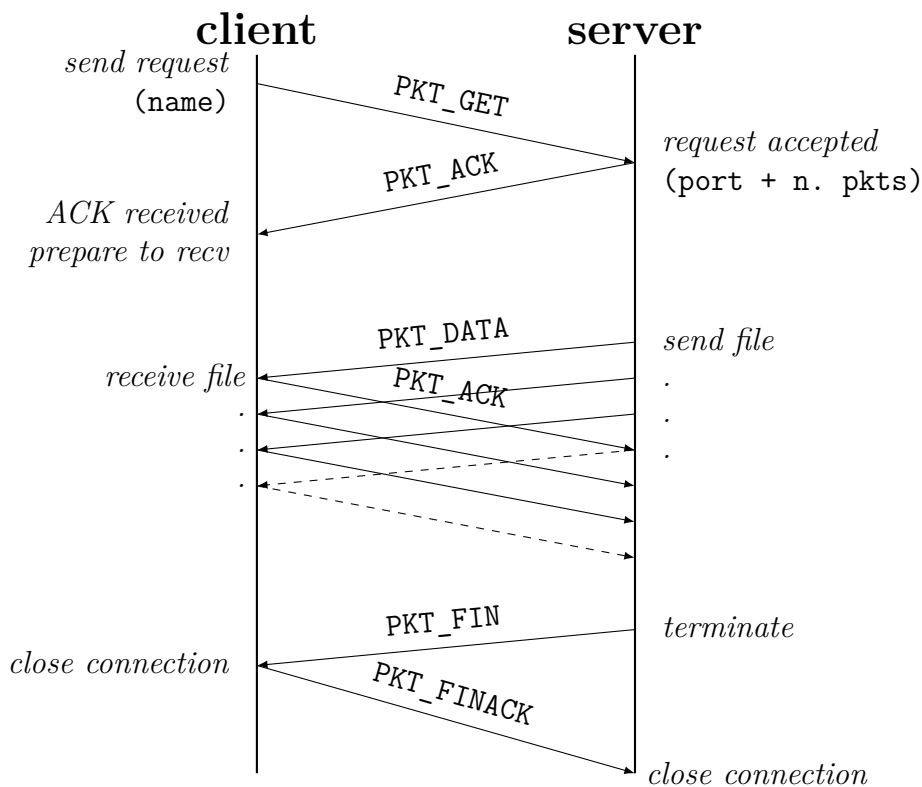 client
server
send request
(name)
PKT_GET
request accepted
(port + n. pkts)
PKT_ACK
ACK received
prepare to recv
PKT_DATA
send file
receive file
PKT_ACK
.
.
.
.
.
.
PKT_FIN
terminate
close connection
PKT_FINACK
close connection